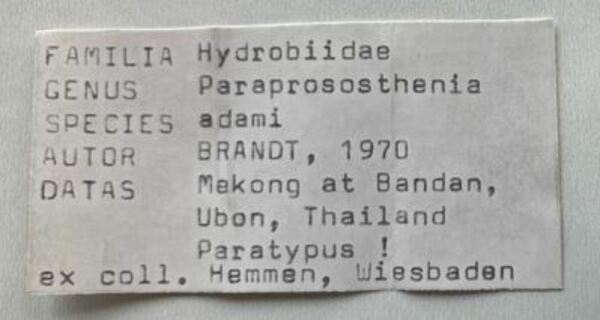 FAMILIA Hydrobiidae
GENUS Paraprososthenia
SPECIES adami
AUTOR BRANDT, 1970
DATAS Mekong at Bandan,
Ubon, Thailand
Paratypus !
ex coll. Hemmen, Wiesbaden